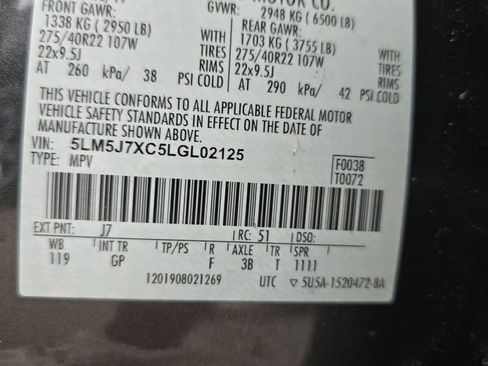 FRONT GAWR:
1338 KG ( 2950 LB)
275/40R22 107W TIRES
22x9.5J RIMS
AT 260 kPa/ 38 PSI COLD
MOTOR CO.
GVWR: 2948 KG ( 6500 LB)
REAR GAWR:
1703 KG ( 3755 LB)
275/40R22 107W TIRES
22x9.5J RIMS
AT 290 kPa/ 42 PSI COLD
THIS VEHICLE CONFORMS TO ALL APPLICABLE FEDERAL MOTOR
VEHICLE SAFETY STANDARDS IN EFFECT ON THE DATE OF
MANUFACTURE SHOWN ABOVE.
VIN: 5LM5J7XC5LGL02125
TYPE: MPV
F0038
T0072
EXT PNT: J7 RC: 51 DSO:
WB INT TR TP/PS R AXLE TR SPR
119 GP F 3B T 1111
1201908021269 UTC ▽ 5U5A-1520472-BA